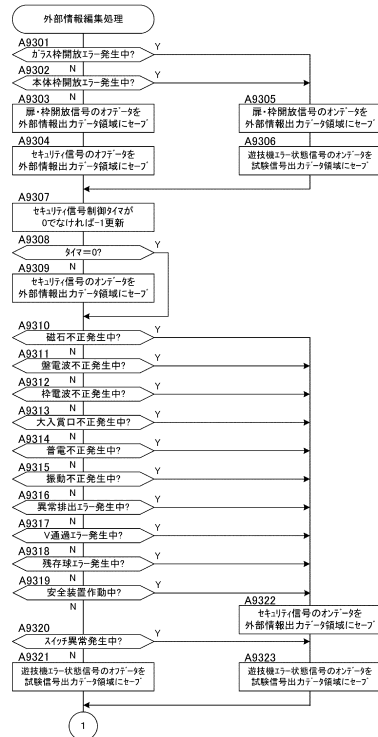 外部情報編集処理
A9301
ガラス枠開放エラー発生中?
Y
N
A9302
本体枠開放エラー発生中?
Y
N
A9303
扉・枠開放信号のオフデータを
外部情報出力データ領域にセーブ
A9305
扉・枠開放信号のオンデータを
外部情報出力データ領域にセーブ
A9304
セキュリティ信号のオフデータを
外部情報出力データ領域にセーブ
A9306
遊技機エラー状態信号のオンデータを
試験信号出力データ領域にセーブ
A9307
セキュリティ信号制御タイマが
0でなければ-1更新
A9308
タイマ=0?
Y
N
A9309
セキュリティ信号のオンデータを
外部情報出力データ領域にセーブ
A9310
磁石不正発生中?
Y
N
A9311
盤電波不正発生中?
Y
N
A9312
枠電波不正発生中?
Y
N
A9313
大入賞口不正発生中?
Y
N
A9314
普電不正発生中?
Y
N
A9315
振動不正発生中?
Y
N
A9316
異常排出エラー発生中?
Y
N
A9317
V通過エラー発生中?
Y
N
A9318
残存球エラー発生中?
Y
N
A9319
安全装置作動中?
Y
N
A9322
セキュリティ信号のオンデータを
外部情報出力データ領域にセーブ
A9320
スイッチ異常発生中?
Y
N
A9321
遊技機エラー状態信号のオフデータを
試験信号出力データ領域にセーブ
A9323
遊技機エラー状態信号のオンデータを
試験信号出力データ領域にセーブ
1